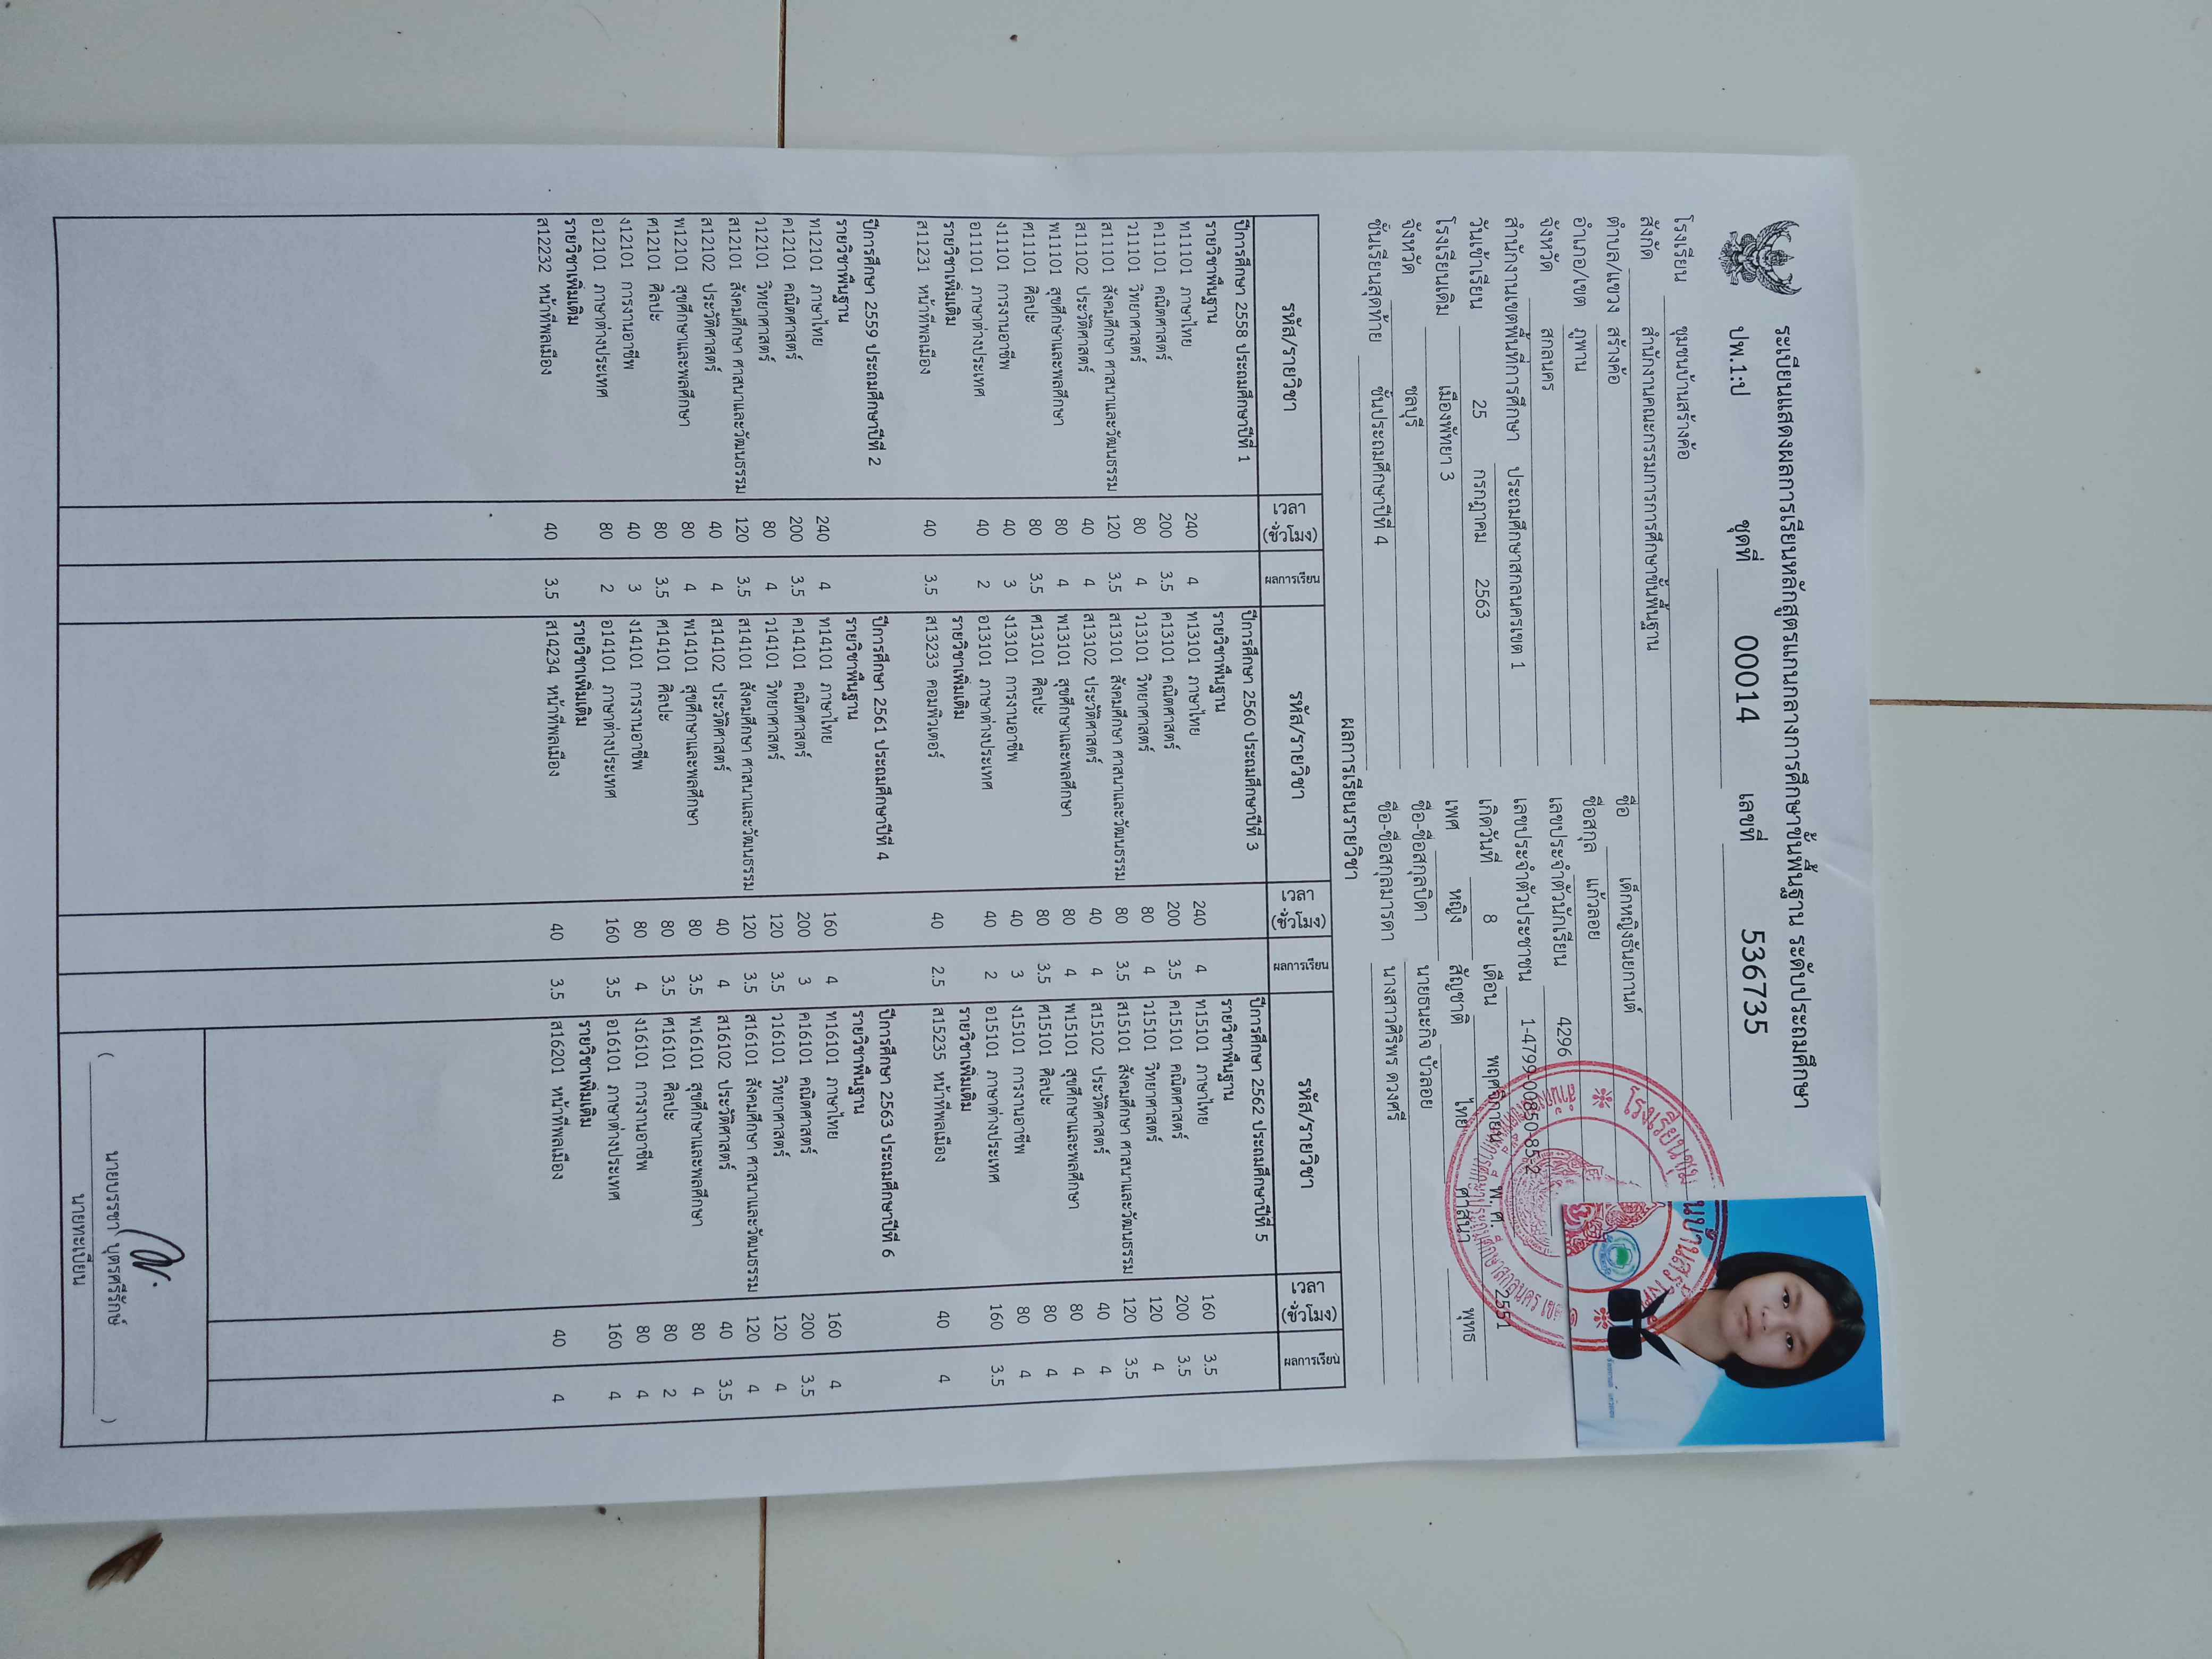 ระเบียนแสดงผลการเรียนหลักสูตรแกนกลางการศึกษาขั้นพื้นฐาน ระดับประถมศึกษา
ปพ.1:ป ชุดที่ 00014 เลขที่ 536735
โรงเรียน ชุมชนบ้านสร้างค้อ
สังกัด สำนักงานคณะกรรมการการศึกษาขั้นพื้นฐาน
ตำบล/แขวง สร้างค้อ
อำเภอ/เขต ภูพาน
จังหวัด สกลนคร
สำนักงานเขตพื้นที่การศึกษา ประถมศึกษาสกลนครเขต 1
วันเข้าเรียน 25 กรกฎาคม 2563
โรงเรียนเดิม เมืองพัทยา 3
จังหวัด ชลบุรี
ชั้นเรียนสุดท้าย ชั้นประถมศึกษาปีที่ 4
ชื่อ เด็กหญิงธันยกานต์
ชื่อสกุล แก้วลอย
เลขประจำตัวนักเรียน 4296
เลขประจำตัวประชาชน 1-4799-00850-85-2
เกิดวันที่ 8 เดือน พฤศจิกายน พ.ศ. 2551
เพศ หญิง สัญชาติ ไทย ศาสนา พุทธ
ชื่อ-ชื่อสกุลบิดา นายธนะกิจ บัวลอย
ชื่อ-ชื่อสกุลมารดา นางสาวศิริพร ดวงศรี
ผลการเรียนรายวิชา
รหัส/รายวิชา เวลา (ชั่วโมง) ผลการเรียน
ปีการศึกษา 2558 ประถมศึกษาปีที่ 1
รายวิชาพื้นฐาน
ท11101 ภาษาไทย 240 4
ค11101 คณิตศาสตร์ 200 3.5
ว11101 วิทยาศาสตร์ 80 4
ส11101 สังคมศึกษา ศาสนาและวัฒนธรรม 120 3.5
ส11102 ประวัติศาสตร์ 40 4
พ11101 สุขศึกษาและพลศึกษา 80 4
ศ11101 ศิลปะ 80 3.5
ง11101 การงานอาชีพ 40 3
อ11101 ภาษาต่างประเทศ 40 2
รายวิชาเพิ่มเติม
ส11231 หน้าที่พลเมือง 40 3.5
ปีการศึกษา 2559 ประถมศึกษาปีที่ 2
รายวิชาพื้นฐาน
ท12101 ภาษาไทย 240 4
ค12101 คณิตศาสตร์ 200 3.5
ว12101 วิทยาศาสตร์ 80 4
ส12101 สังคมศึกษา ศาสนาและวัฒนธรรม 120 3.5
ส12102 ประวัติศาสตร์ 40 4
พ12101 สุขศึกษาและพลศึกษา 80 4
ศ12101 ศิลปะ 80 3.5
ง12101 การงานอาชีพ 40 3
อ12101 ภาษาต่างประเทศ 80 2
รายวิชาเพิ่มเติม
ส12232 หน้าที่พลเมือง 40 3.5
รหัส/รายวิชา เวลา (ชั่วโมง) ผลการเรียน
ปีการศึกษา 2560 ประถมศึกษาปีที่ 3
รายวิชาพื้นฐาน
ท13101 ภาษาไทย 240 4
ค13101 คณิตศาสตร์ 200 3.5
ว13101 วิทยาศาสตร์ 80 4
ส13101 สังคมศึกษา ศาสนาและวัฒนธรรม 80 3.5
ส13102 ประวัติศาสตร์ 40 4
พ13101 สุขศึกษาและพลศึกษา 80 4
ศ13101 ศิลปะ 80 3.5
ง13101 การงานอาชีพ 40 3
อ13101 ภาษาต่างประเทศ 40 2
รายวิชาเพิ่มเติม
ส13233 คอมพิวเตอร์ 40 2.5
ปีการศึกษา 2561 ประถมศึกษาปีที่ 4
รายวิชาพื้นฐาน
ท14101 ภาษาไทย 160 4
ค14101 คณิตศาสตร์ 200 3
ว14101 วิทยาศาสตร์ 120 3.5
ส14101 สังคมศึกษา ศาสนาและวัฒนธรรม 120 3.5
ส14102 ประวัติศาสตร์ 40 4
พ14101 สุขศึกษาและพลศึกษา 80 3.5
ศ14101 ศิลปะ 80 3.5
ง14101 การงานอาชีพ 80 4
อ14101 ภาษาต่างประเทศ 160 3.5
รายวิชาเพิ่มเติม
ส14234 หน้าที่พลเมือง 40 3.5
รหัส/รายวิชา เวลา (ชั่วโมง) ผลการเรียน
ปีการศึกษา 2562 ประถมศึกษาปีที่ 5
รายวิชาพื้นฐาน
ท15101 ภาษาไทย 160 3.5
ค15101 คณิตศาสตร์ 200 3.5
ว15101 วิทยาศาสตร์ 120 4
ส15101 สังคมศึกษา ศาสนาและวัฒนธรรม 120 3.5
ส15102 ประวัติศาสตร์ 40 4
พ15101 สุขศึกษาและพลศึกษา 80 4
ศ15101 ศิลปะ 80 4
ง15101 การงานอาชีพ 80 4
อ15101 ภาษาต่างประเทศ 160 3.5
รายวิชาเพิ่มเติม
ส15235 หน้าที่พลเมือง 40 4
ปีการศึกษา 2563 ประถมศึกษาปีที่ 6
รายวิชาพื้นฐาน
ท16101 ภาษาไทย 160 4
ค16101 คณิตศาสตร์ 200 3.5
ว16101 วิทยาศาสตร์ 120 4
ส16101 สังคมศึกษา ศาสนาและวัฒนธรรม 120 4
ส16102 ประวัติศาสตร์ 40 3.5
พ16101 สุขศึกษาและพลศึกษา 80 4
ศ16101 ศิลปะ 80 2
ง16101 การงานอาชีพ 80 4
อ16101 ภาษาต่างประเทศ 160 4
รายวิชาเพิ่มเติม
ส16201 หน้าที่พลเมือง 40 4
( นายบรรชา บุตรศรีรักษ์ )
นายทะเบียน